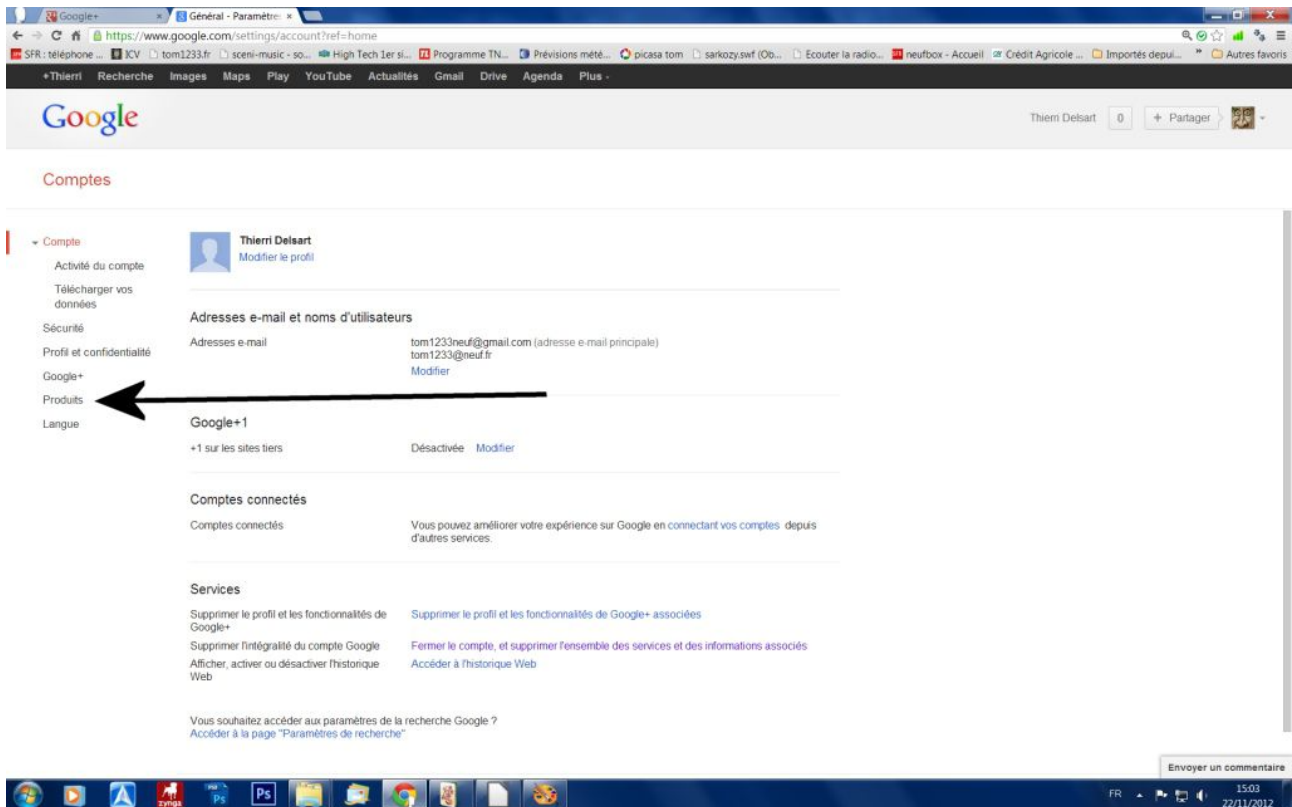 Google+ × Général - Paramètre: ×
https://www.google.com/settings/account?ref=home
SFR : téléphone ... ICV tom1233.fr sceni-music - so... High Tech 1er si... Programme TN... Prévisions mété... picasa tom sarkozy.swf (Ob... Ecouter la radio... neufbox - Accueil Crédit Agricole ... Importés depui... » Autres favoris
+Thierri Recherche Images Maps Play YouTube Actualités Gmail Drive Agenda Plus
Google Thierri Delsart 0 + Partager
Comptes
Compte
Activité du compte
Télécharger vos
données
Sécurité
Profil et confidentialité
Google+
Produits
Langue
Thierri Delsart
Modifier le profil
Adresses e-mail et noms d'utilisateurs
Adresses e-mail tom1233neuf@gmail.com (adresse e-mail principale)
tom1233@neuf.fr
Modifier
Google+1
+1 sur les sites tiers Désactivée Modifier
Comptes connectés
Comptes connectés Vous pouvez améliorer votre expérience sur Google en connectant vos comptes depuis
d'autres services.
Services
Supprimer le profil et les fonctionnalités de Supprimer le profil et les fonctionnalités de Google+ associées
Google+
Supprimer l'intégralité du compte Google Fermer le compte, et supprimer l'ensemble des services et des informations associés
Afficher, activer ou désactiver l'historique Accéder à l'historique Web
Web
Vous souhaitez accéder aux paramètres de la recherche Google ?
Accéder à la page "Paramètres de recherche"
Envoyer un commentaire
zynga Ps Ps FR 15:03
22/11/2012